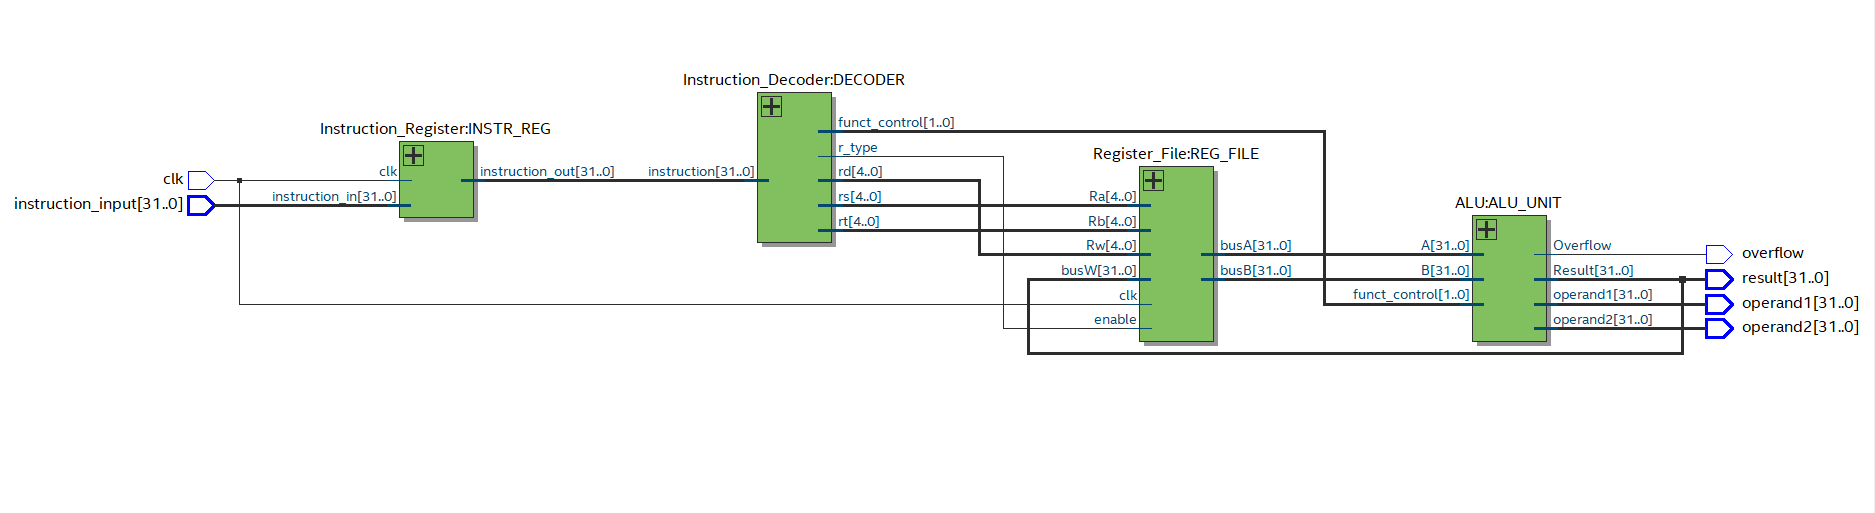 clk
instruction_input[31..0]
Instruction_Register:INSTR_REG
clk
instruction_in[31..0]
instruction_out[31..0]
Instruction_Decoder:DECODER
instruction[31..0]
funct_control[1..0]
r_type
rd[4..0]
rs[4..0]
rt[4..0]
Register_File:REG_FILE
Ra[4..0]
Rb[4..0]
Rw[4..0]
busW[31..0]
clk
enable
busA[31..0]
busB[31..0]
ALU:ALU_UNIT
A[31..0]
B[31..0]
funct_control[1..0]
Overflow
Result[31..0]
operand1[31..0]
operand2[31..0]
overflow
result[31..0]
operand1[31..0]
operand2[31..0]